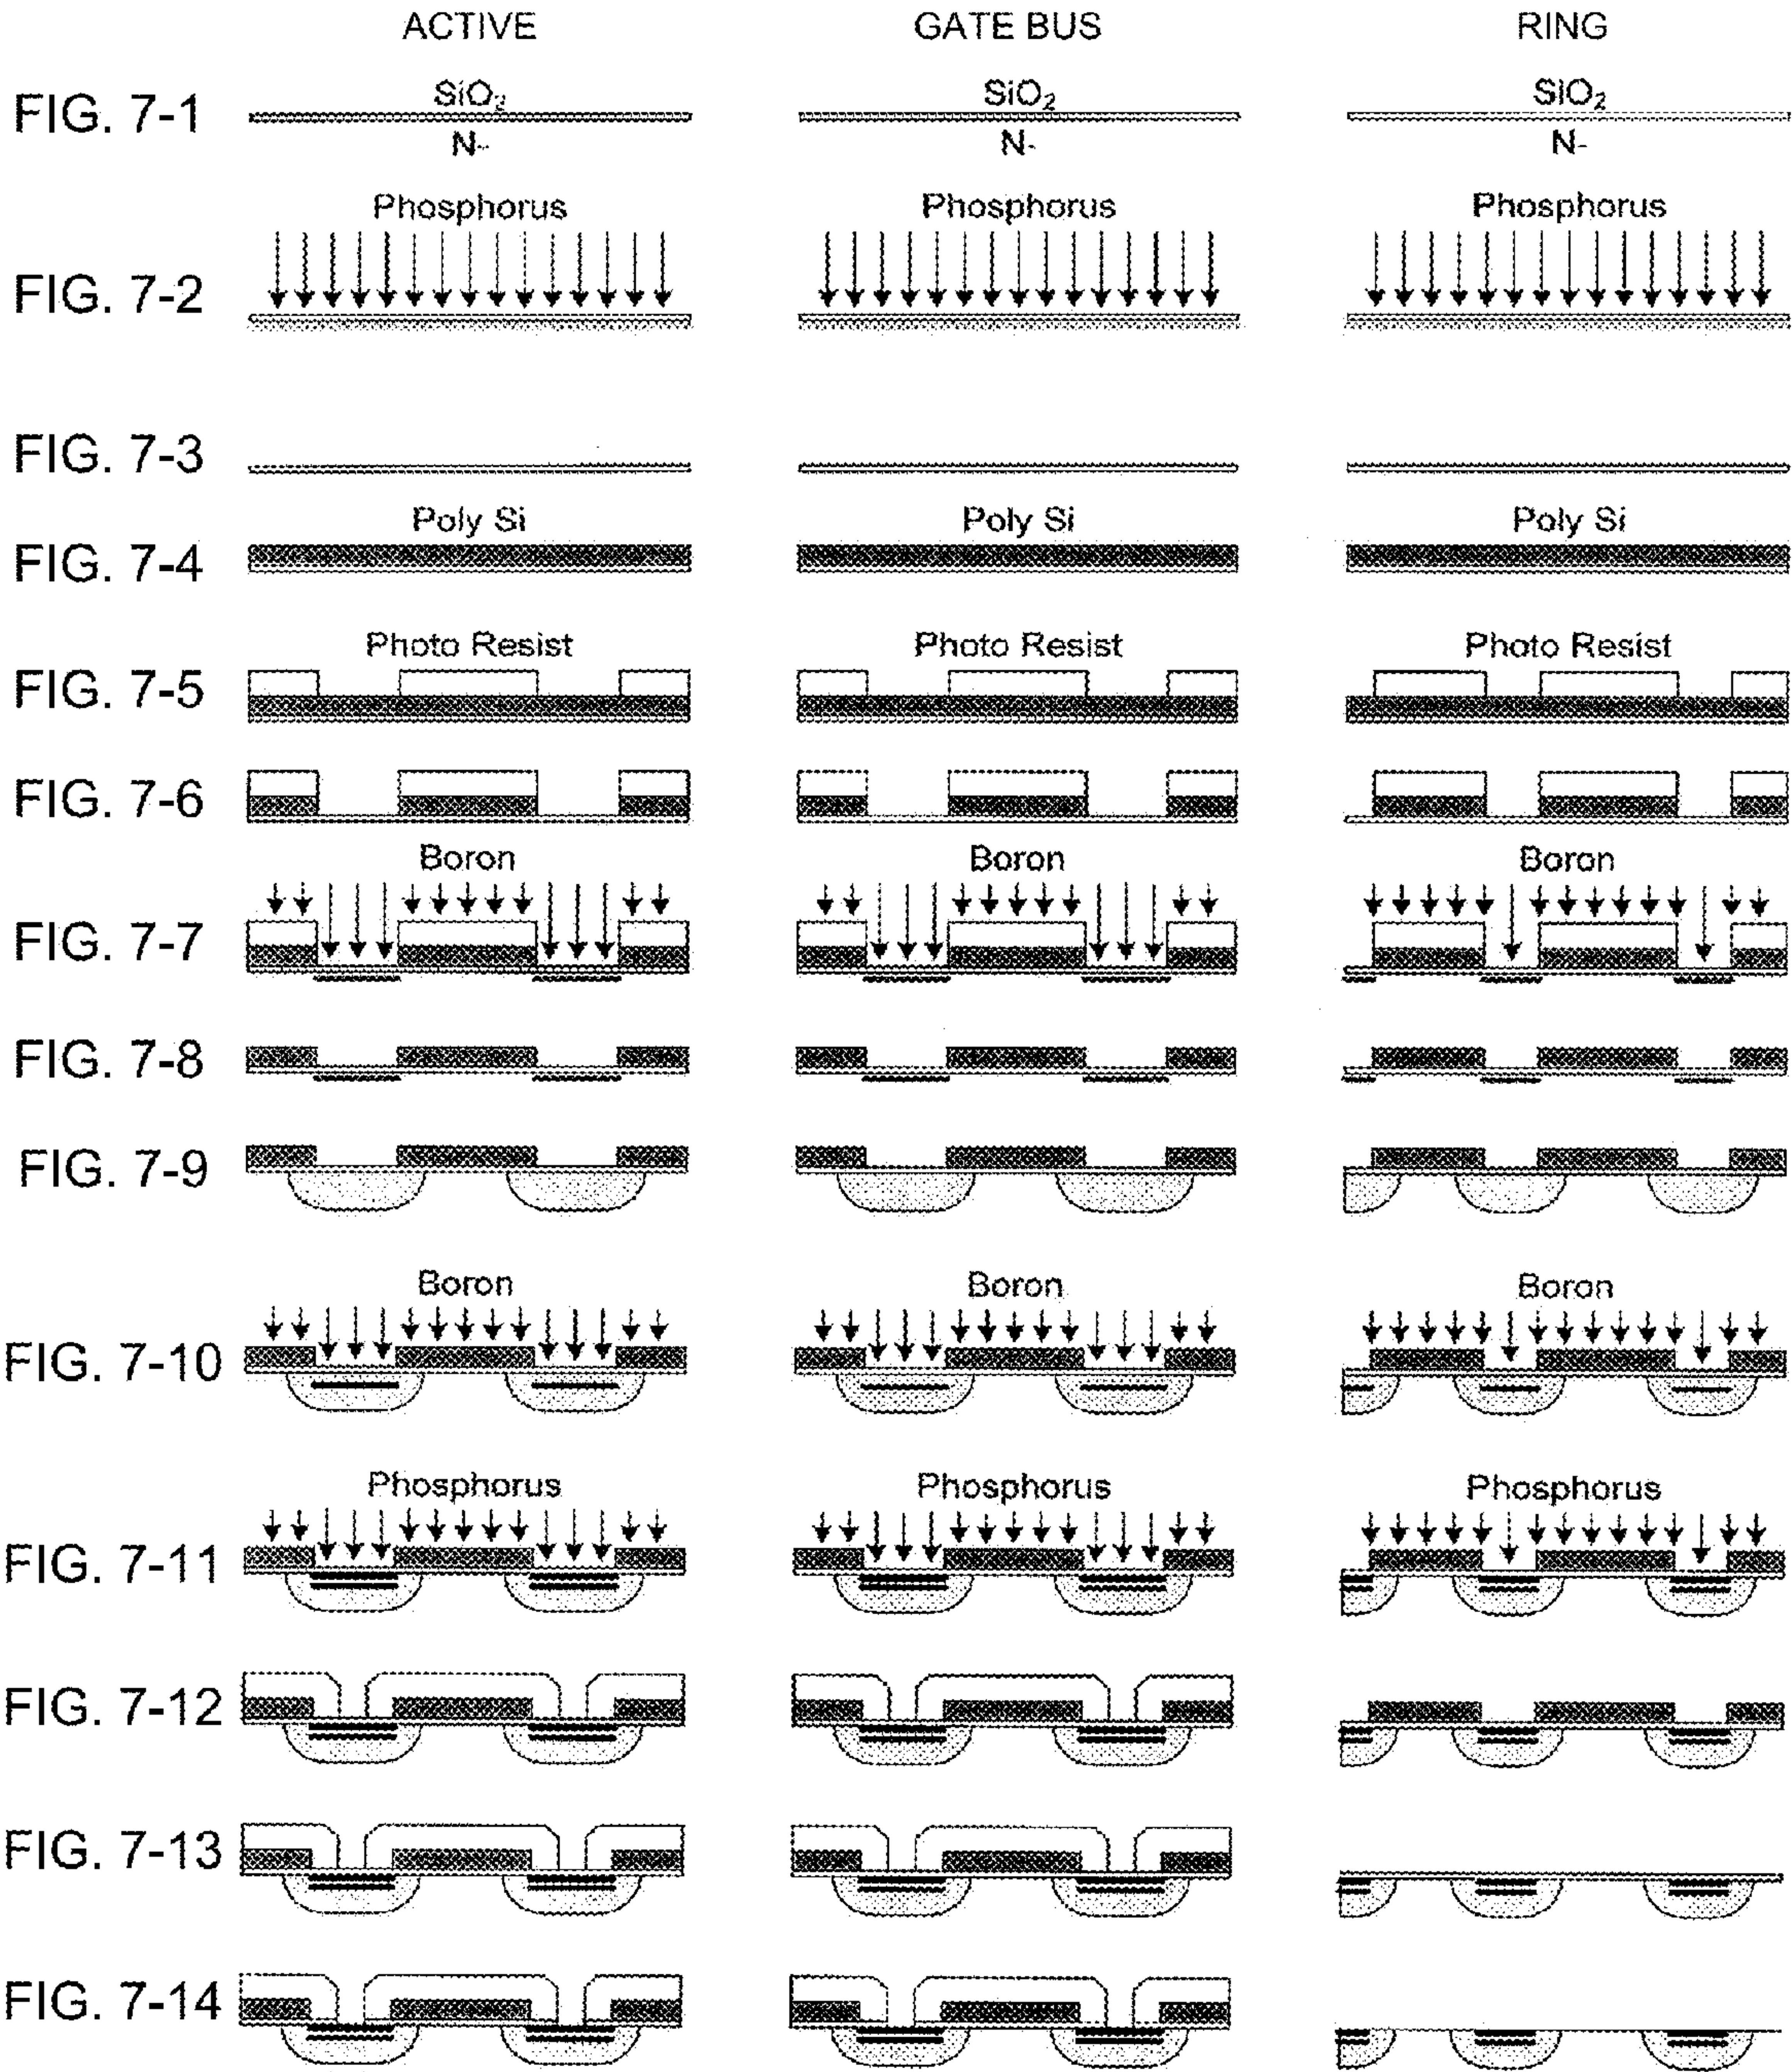 ACTIVE GATE BUS RING
FIG. 7-1 SiO₂ SiO₂ SiO₂
N- N- N-
Phosphorus Phosphorus Phosphorus
FIG. 7-2
FIG. 7-3
Poly Si Poly Si Poly Si
FIG. 7-4
Photo Resist Photo Resist Photo Resist
FIG. 7-5
FIG. 7-6
Boron Boron Boron
FIG. 7-7
FIG. 7-8
FIG. 7-9
Boron Boron Boron
FIG. 7-10
Phosphorus Phosphorus Phosphorus
FIG. 7-11
FIG. 7-12
FIG. 7-13
FIG. 7-14